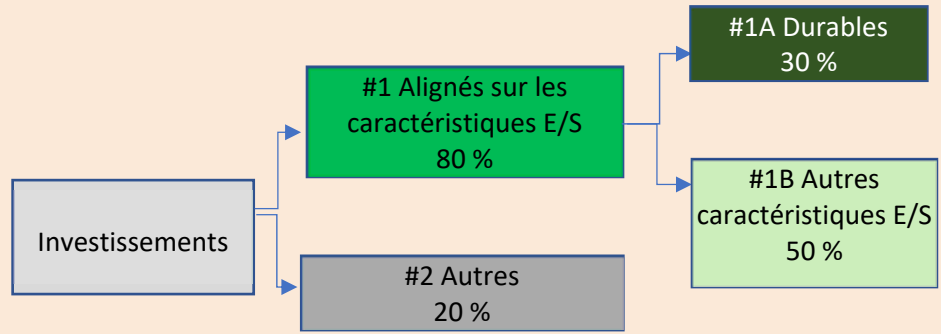 #1A Durables
30 %
#1 Alignés sur les
caractéristiques E/S
80 %
#1B Autres
caractéristiques E/S
50 %
Investissements
#2 Autres
20 %